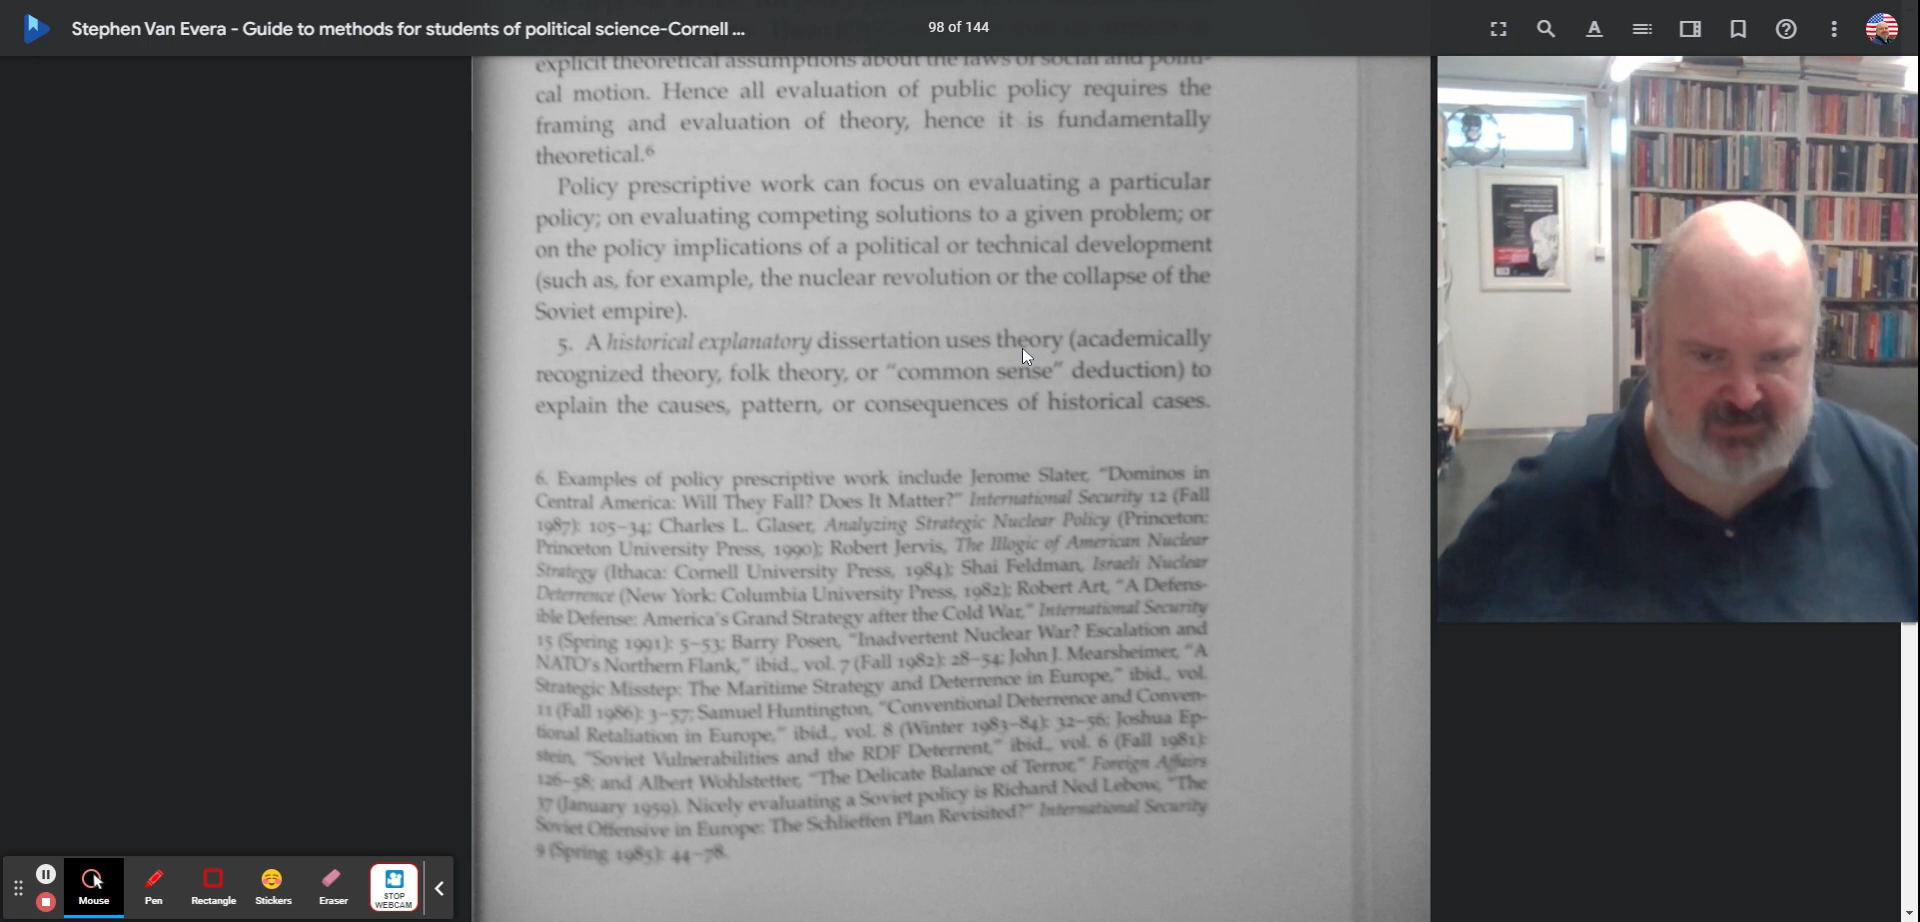 Stephen Van Evera - Guide to methods for students of political science-Cornell ...
98 of 144
explicit theoretical assumptions about the laws of social and politi-
cal motion. Hence all evaluation of public policy requires the
framing and evaluation of theory, hence it is fundamentally
theoretical.⁶
Policy prescriptive work can focus on evaluating a particular
policy; on evaluating competing solutions to a given problem; or
on the policy implications of a political or technical development
(such as, for example, the nuclear revolution or the collapse of the
Soviet empire).
5. A historical explanatory dissertation uses theory (academically
recognized theory, folk theory, or "common sense" deduction) to
explain the causes, pattern, or consequences of historical cases.
6. Examples of policy prescriptive work include Jerome Slater, "Dominos in
Central America: Will They Fall? Does It Matter?" International Security 12 (Fall
1987): 105–34; Charles L. Glaser, Analyzing Strategic Nuclear Policy (Princeton:
Princeton University Press, 1990); Robert Jervis, The Illogic of American Nuclear
Strategy (Ithaca: Cornell University Press, 1984); Shai Feldman, Israeli Nuclear
Deterrence (New York: Columbia University Press, 1982); Robert Art, "A Defens-
ible Defense: America's Grand Strategy after the Cold War," International Security
15 (Spring 1991): 5–53; Barry Posen, "Inadvertent Nuclear War? Escalation and
NATO's Northern Flank," ibid., vol. 7 (Fall 1982): 28–54; John J. Mearsheimer, "A
Strategic Misstep: The Maritime Strategy and Deterrence in Europe," ibid., vol.
11 (Fall 1986): 3–57; Samuel Huntington, "Conventional Deterrence and Conven-
tional Retaliation in Europe," ibid., vol. 8 (Winter 1983–84): 32–56; Joshua Ep-
stein, "Soviet Vulnerabilities and the RDF Deterrent," ibid., vol. 6 (Fall 1981):
126–58; and Albert Wohlstetter, "The Delicate Balance of Terror," Foreign Affairs
37 (January 1959). Nicely evaluating a Soviet policy is Richard Ned Lebow, "The
Soviet Offensive in Europe: The Schlieffen Plan Revisited?" International Security
9 (Spring 1985): 44–78.
Mouse
Pen
Rectangle
Stickers
Eraser
STOP
WEBCAM